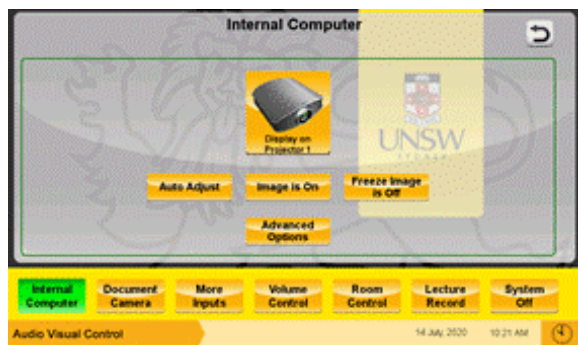 Internal Computer
Display on
Projector 1
UNSW
SYDNEY
Auto Adjust
Image is On
Freeze Image
is Off
Advanced
Options
Internal
Computer
Document
Camera
More
Inputs
Volume
Control
Room
Control
Lecture
Record
System
Off
Audio Visual Control
14 July, 2020
10:21 AM